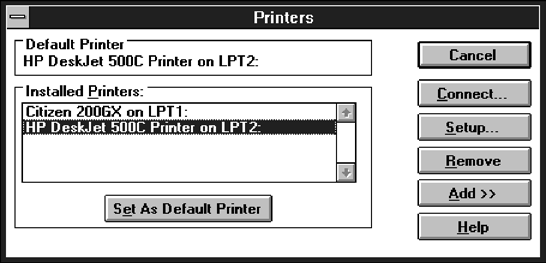 Printers
Default Printer
HP DeskJet 500C Printer on LPT2:
Installed Printers:
Citizen 200GX on LPT1:
HP DeskJet 500C Printer on LPT2:
Set As Default Printer
Cancel
Connect...
Setup...
Remove
Add >>
Help